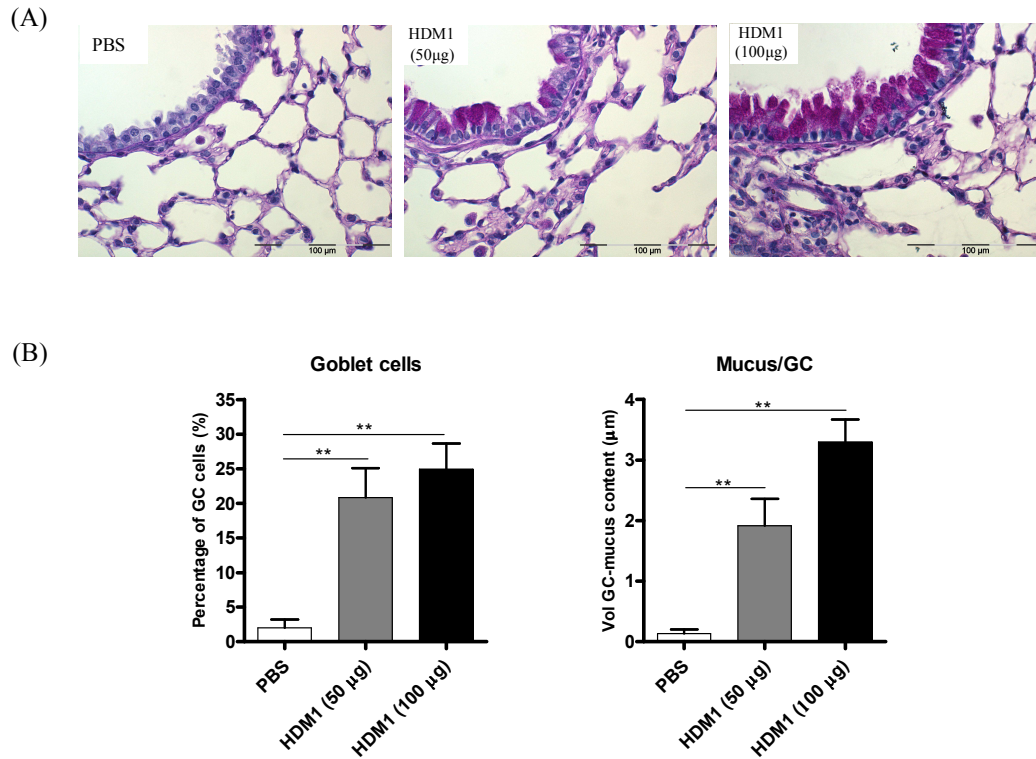 (A)
PBS
HDM1
(50µg)
HDM1
(100µg)
100 µm
100 µm
100 µm
(B)
Goblet cells
Percentage of GC cells (%)
35
30
25
20
15
10
5
0
**
**
PBS
HDM1 (50 µg)
HDM1 (100 µg)
Mucus/GC
Vol GC-mucus content (µm)
4
3
2
1
0
**
**
PBS
HDM1 (50 µg)
HDM1 (100 µg)